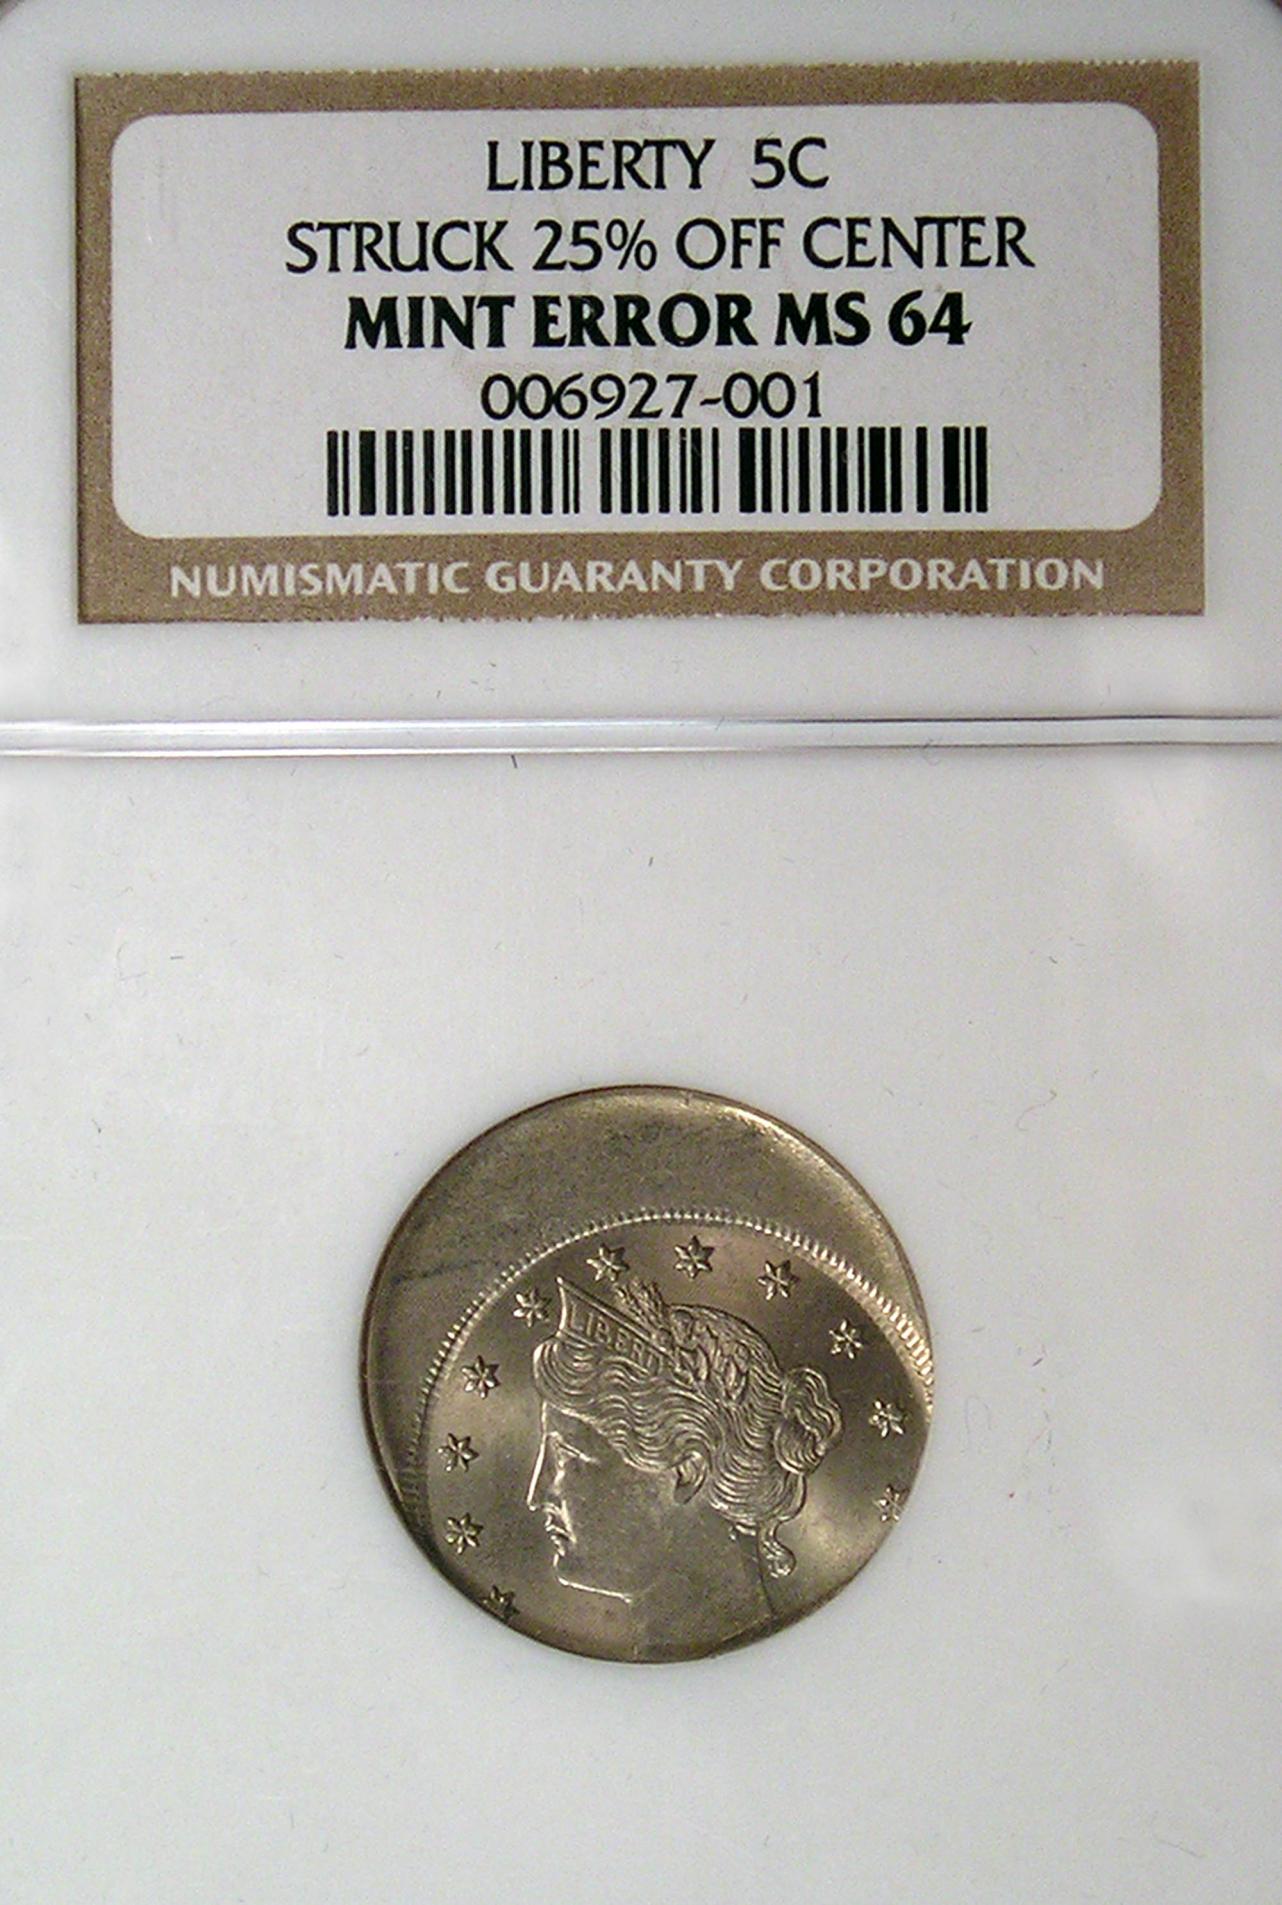 LIBERTY 5C
STRUCK 25% OFF CENTER
MINT ERROR MS 64
006927-001
NUMISMATIC GUARANTY CORPORATION
LIBERTY